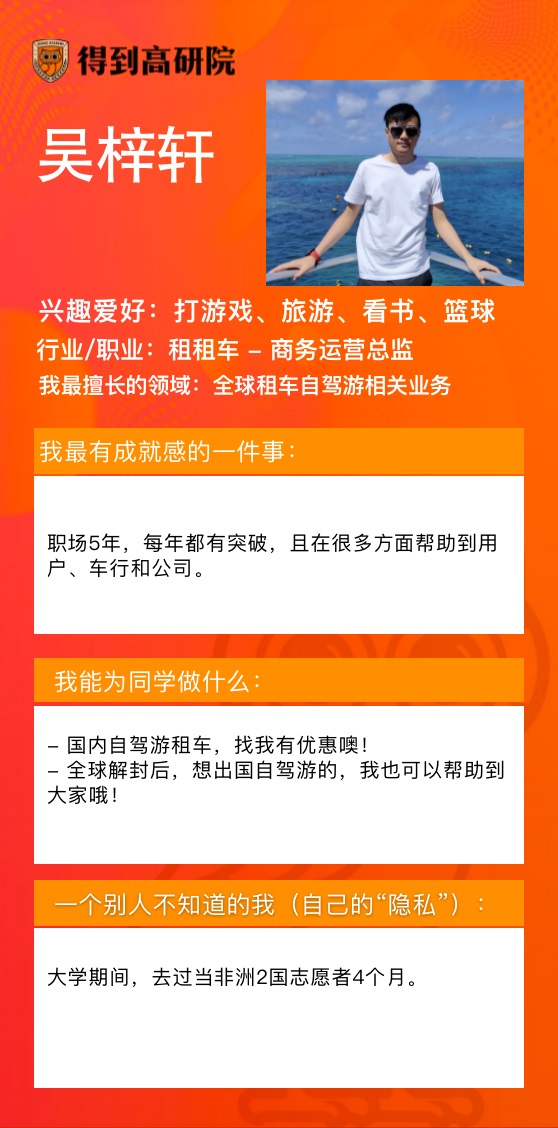 得到高研院
吴梓轩
兴趣爱好：打游戏、旅游、看书、篮球
行业/职业：租租车 – 商务运营总监
我最擅长的领域：全球租车自驾游相关业务
我最有成就感的一件事：
职场5年，每年都有突破，且在很多方面帮助到用
户、车行和公司。
我能为同学做什么：
– 国内自驾游租车，找我有优惠噢！
– 全球解封后，想出国自驾游的，我也可以帮助到
大家哦！
一个别人不知道的我（自己的“隐私”）：
大学期间，去过当非洲2国志愿者4个月。